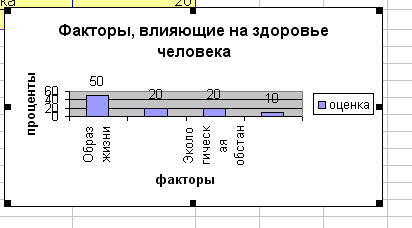 ка
20
Факторы, влияющие на здоровье
человека
проценты
60
40
20
0
50
20
20
10
Образ
жизни
Эколо
гическ
ая
обстан
факторы
оценка